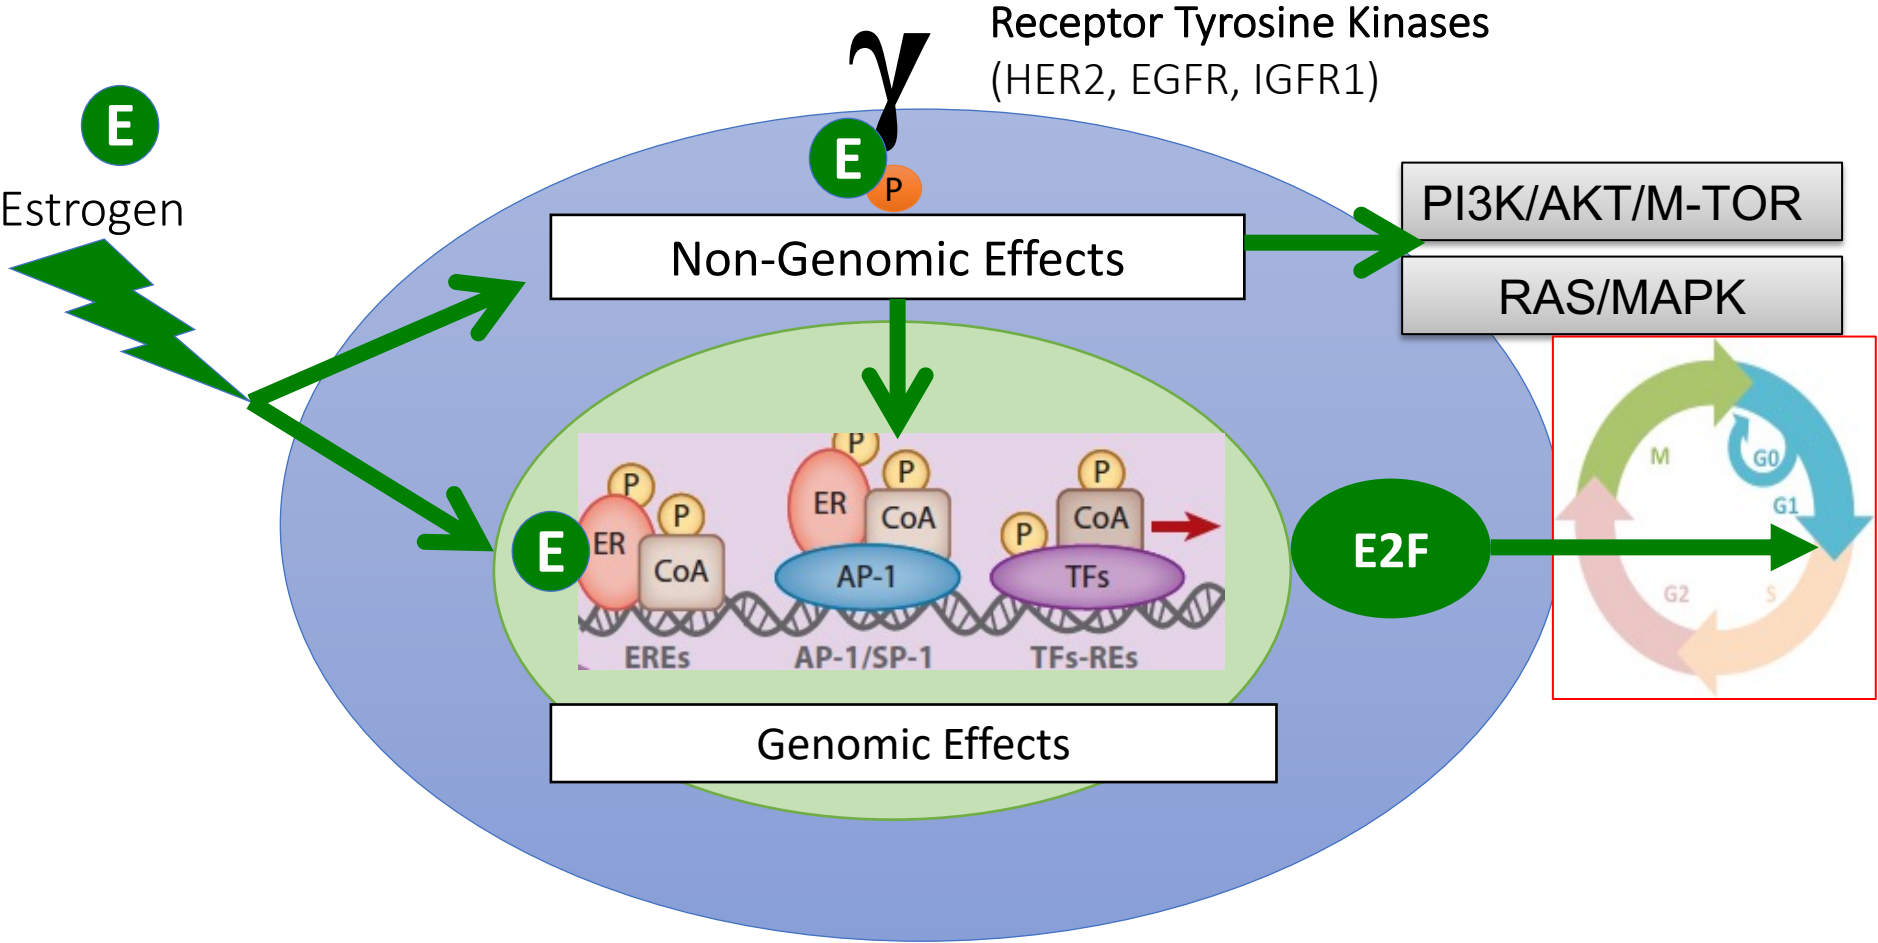 Receptor Tyrosine Kinases
(HER2, EGFR, IGFR1)
E
Estrogen
E
P
PI3K/AKT/M-TOR
RAS/MAPK
Non-Genomic Effects
P
P
ER
CoA
E
P
P
ER
CoA
AP-1
P
P
CoA
TFs
EREs
AP-1/SP-1
TFs-REs
E2F
M
G0
G1
G2
S
Genomic Effects